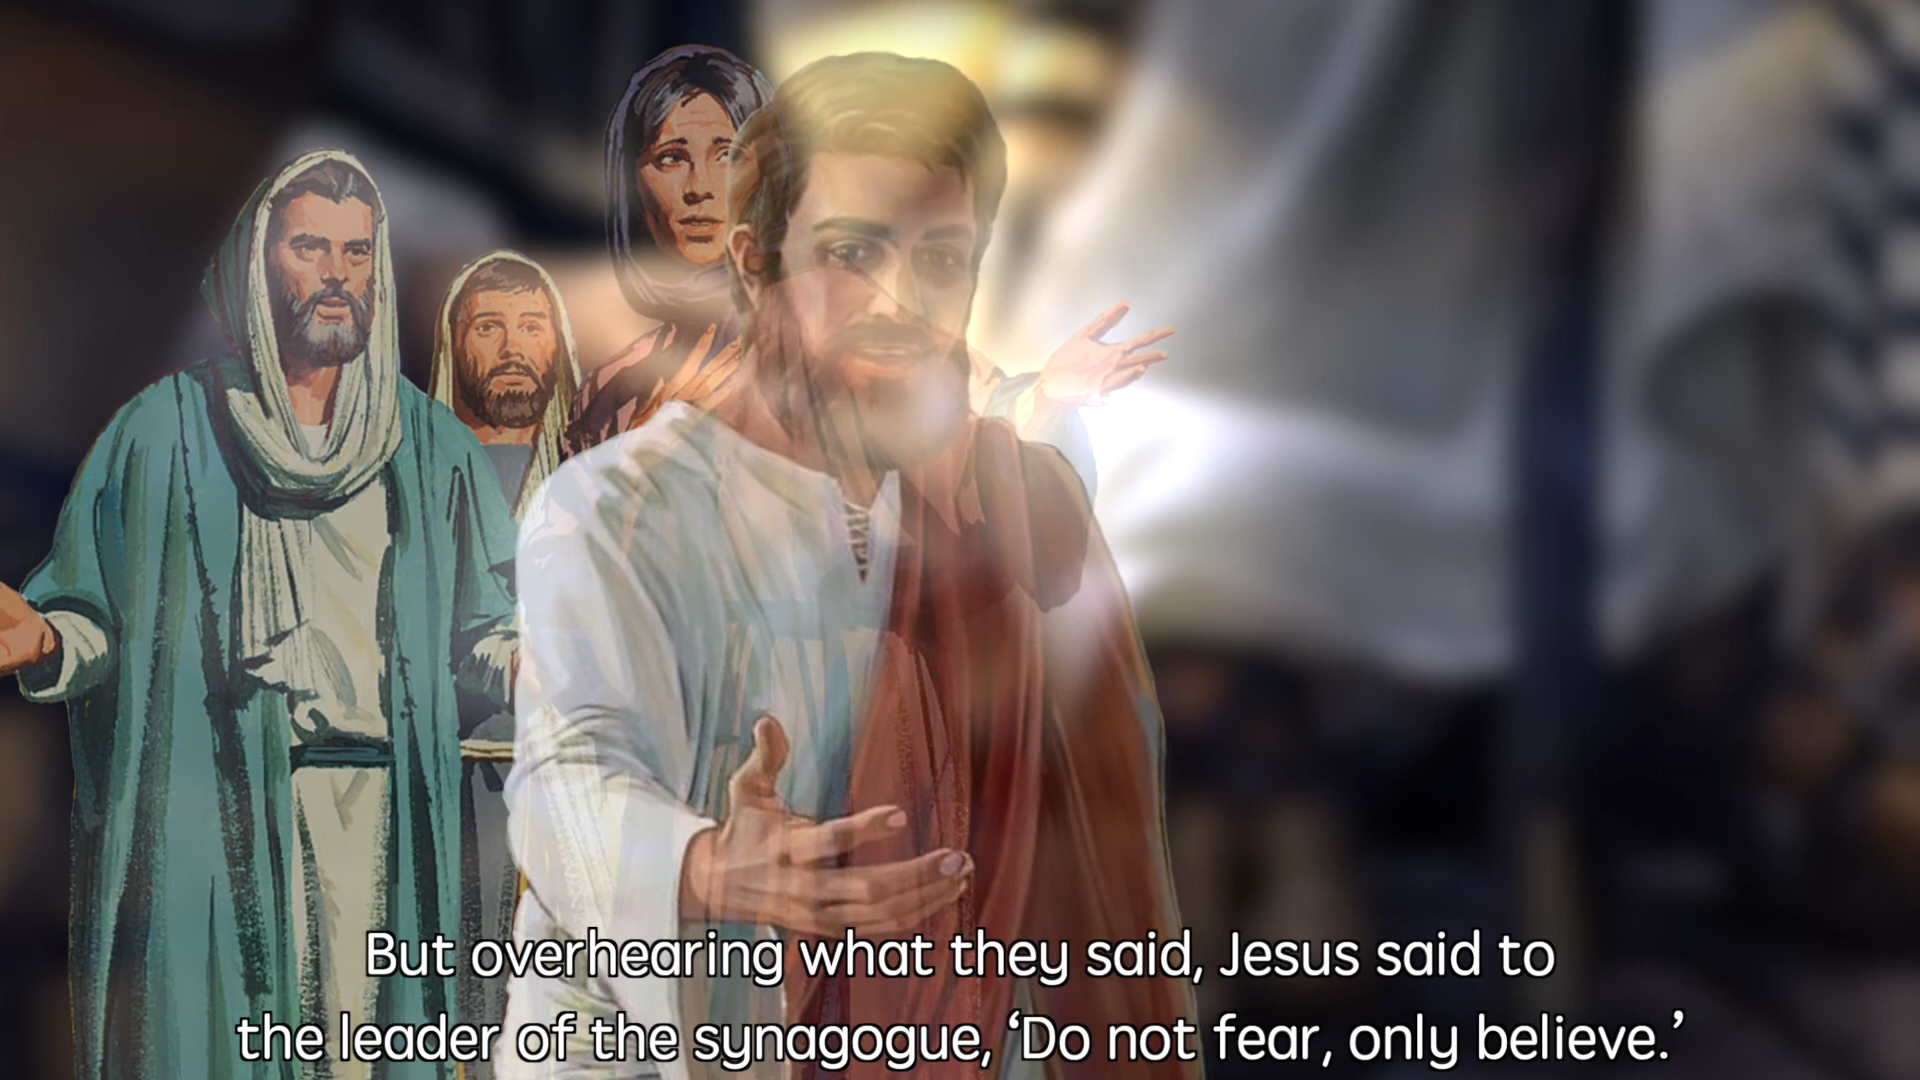 But overhearing what they said, Jesus said to
the leader of the synagogue, ‘Do not fear, only believe.’